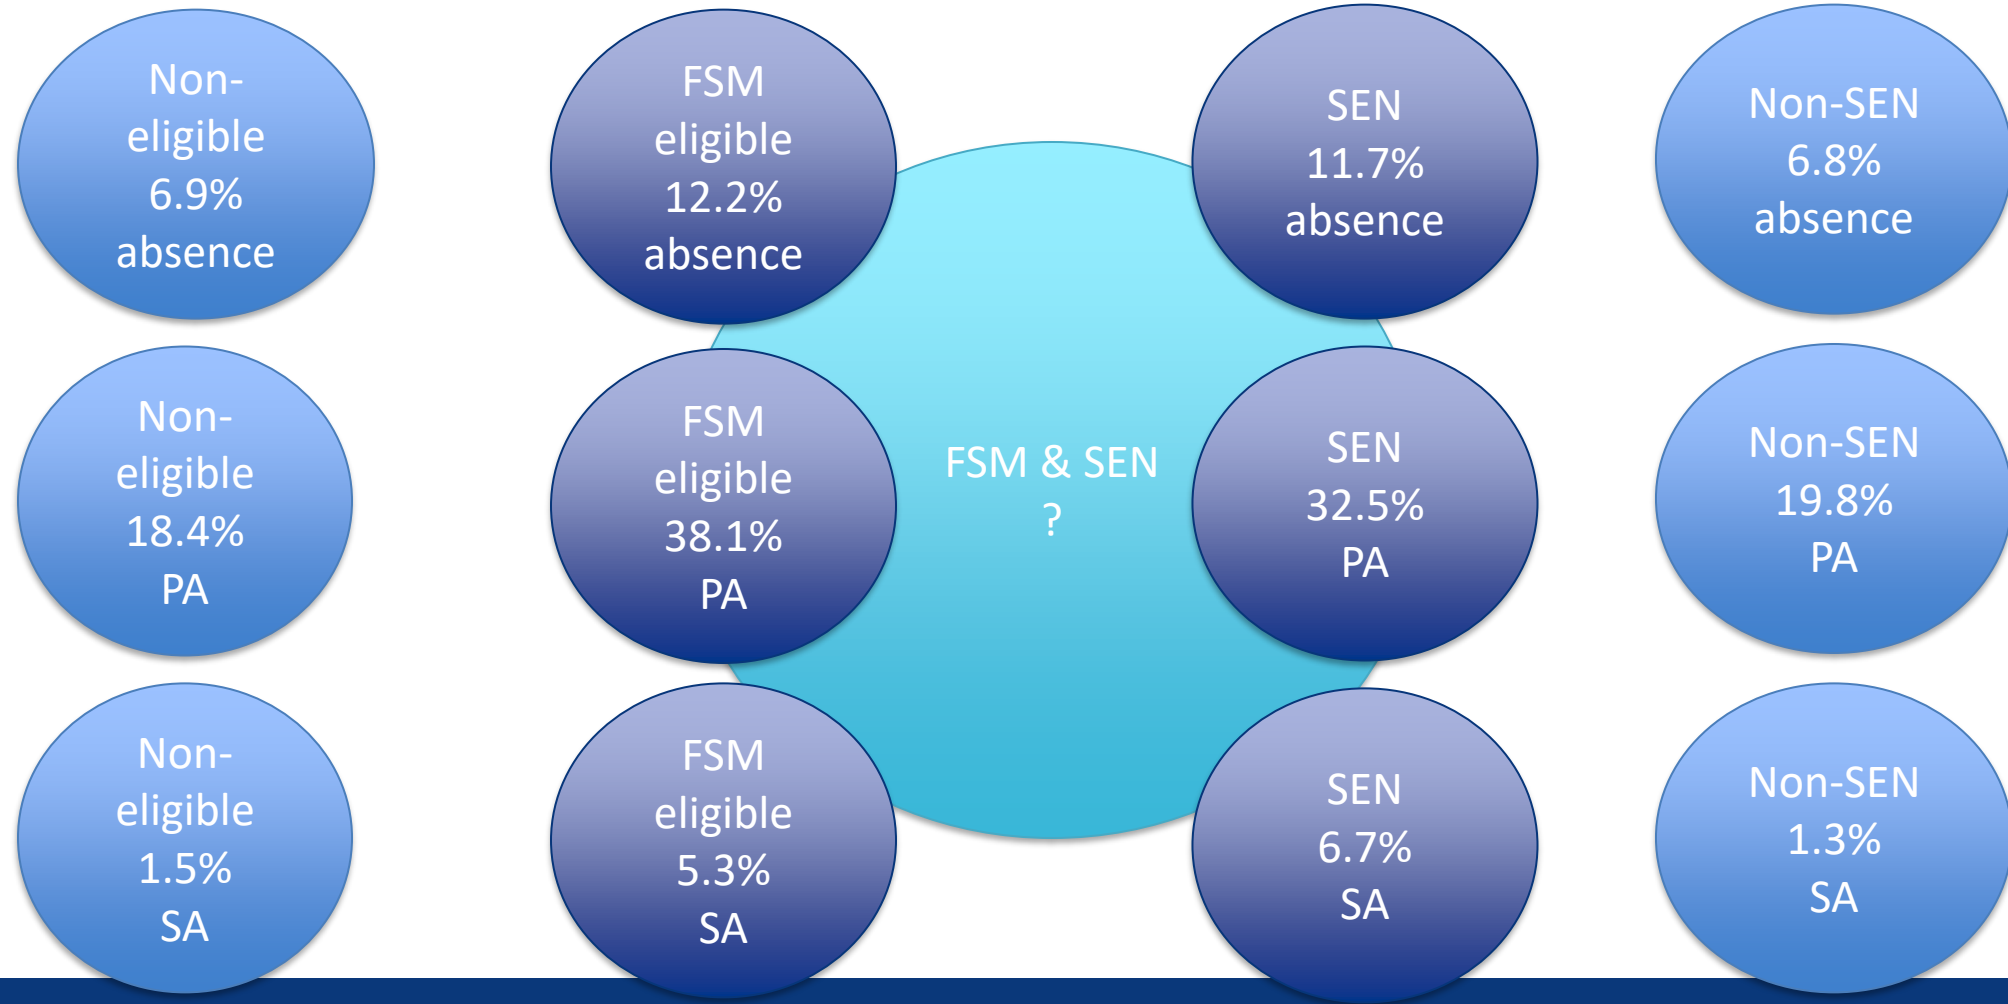 Non-
eligible
6.9%
absence
FSM
eligible
12.2%
absence
SEN
11.7%
absence
Non-SEN
6.8%
absence
Non-
eligible
18.4%
PA
FSM
eligible
38.1%
PA
FSM & SEN
?
SEN
32.5%
PA
Non-SEN
19.8%
PA
Non-
eligible
1.5%
SA
FSM
eligible
5.3%
SA
SEN
6.7%
SA
Non-SEN
1.3%
SA